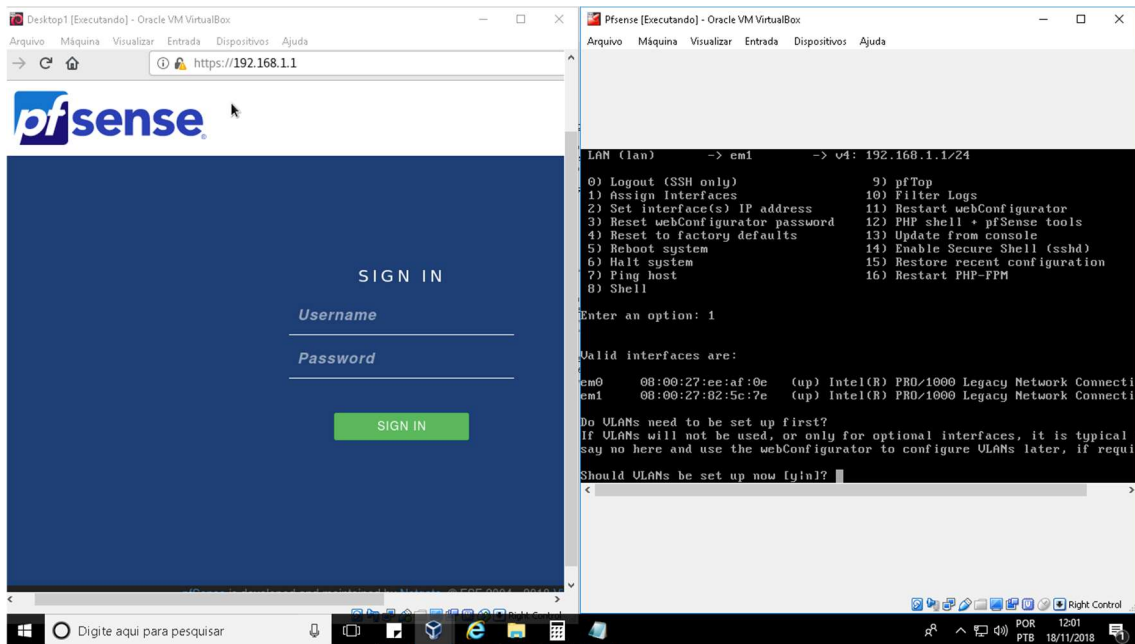 Desktop1 [Executando] - Oracle VM VirtualBox
Arquivo Máquina Visualizar Entrada Dispositivos Ajuda
https://192.168.1.1
pfsense
SIGN IN
Username
Password
SIGN IN
Right Control
Pfsense [Executando] - Oracle VM VirtualBox
Arquivo Máquina Visualizar Entrada Dispositivos Ajuda
LAN (lan) -> em1 -> v4: 192.168.1.1/24
0) Logout (SSH only) 9) pfTop
1) Assign Interfaces 10) Filter Logs
2) Set interface(s) IP address 11) Restart webConfigurator
3) Reset webConfigurator password 12) PHP shell + pfSense tools
4) Reset to factory defaults 13) Update from console
5) Reboot system 14) Enable Secure Shell (sshd)
6) Halt system 15) Restore recent configuration
7) Ping host 16) Restart PHP-FPM
8) Shell
Enter an option: 1
Valid interfaces are:
em0 08:00:27:ee:af:0e (up) Intel(R) PRO/1000 Legacy Network Connecti
em1 08:00:27:82:5c:7e (up) Intel(R) PRO/1000 Legacy Network Connecti
Do VLANs need to be set up first?
If VLANs will not be used, or only for optional interfaces, it is typical
say no here and use the webConfigurator to configure VLANs later, if requi
Should VLANs be set up now [y|n]?
Right Control
Digite aqui para pesquisar
POR
PTB
12:01
18/11/2018